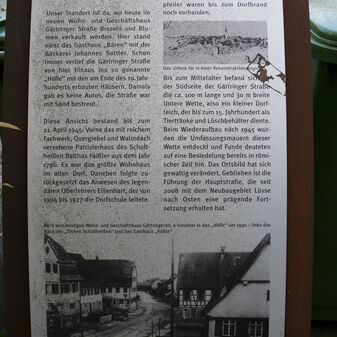 Unser Standort ist da, wo heute im
neuen Wohn- und Geschäftshaus
Gärtringer Straße Brezeln und Blu-
men verkauft werden. Hier stand
einst das Gasthaus „Bären“ mit der
Bäckerei Johannes Sattler. Schon
immer verlief die Gärtringer Straße
von hier hinaus ins so genannte
„Hölle“ mit den am Ende des 19. Jahr-
hunderts erbauten Häusern. Damals
gab es keine Autos, die Straße war
mit Sand bestreut.
Diese Ansicht bestand bis zum
21. April 1945: Vorne das mit reichem
Fachwerk, Quergiebel und Walmdach
versehene Patrizierhaus des Schult-
heißen Balthas Faißler aus dem Jahr
1790. Es war das größte Wohnhaus
im alten Dorf. Daneben folgte zu-
rückgesetzt das Anwesen des legen-
dären Oberlehrers Eisenhart, der von
1904 bis 1927 die Dorfschule leitete.
pfeiler waren bis zum Dorfbrand
noch vorhanden.
Das Untere Tor in einer Rekonstruktion
Bis zum Mittelalter befand sich
der Südseite der Gärtringer Straße
die ca. 100 m lange und 30 m breite
Untere Wette, also ein kleiner Dorf-
teich, der bis zum 15. Jahrhundert als
Tiertränke und Löschbehälter diente.
Beim Wiederaufbau nach 1945 wurden
die Umfassungsmauern dieser
Wette entdeckt und Funde deuteten
auf eine Besiedelung bereits in römi-
scher Zeit hin. Das Ortsbild hat sich
gewaltig verändert. Geblieben ist die
Führung der Hauptstraße, die seit
2008 mit dem Neubaugebiet Lüsse
nach Osten eine prägende Fort-
setzung erhalten hat.
Blick vom heutigen Wohn- und Geschäftshaus Gärtringerstr. 6 hinunter in das „Hölle“ um 1930 - links das
Haus des „Dicken Schultheißen“ und das Gasthaus „Rößle“